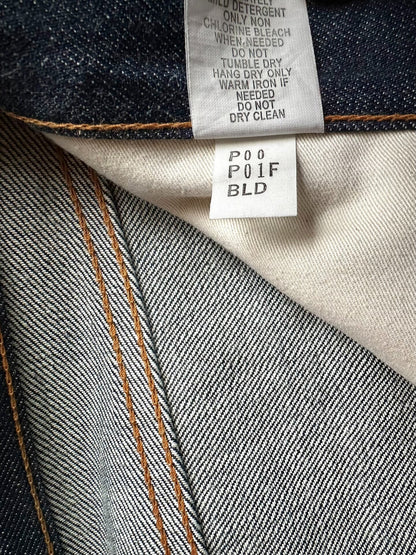 MILD DETERGENT
ONLY NON
CHLORINE BLEACH
WHEN NEEDED
DO NOT
TUMBLE DRY
HANG DRY ONLY
WARM IRON IF
NEEDED
DO NOT
DRY CLEAN
P00
P01F
BLD